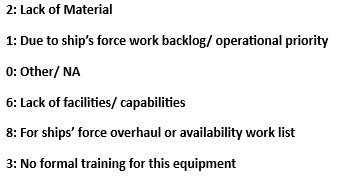 2: Lack of Material
1: Due to ship’s force work backlog/ operational priority
0: Other/ NA
6: Lack of facilities/ capabilities
8: For ships’ force overhaul or availability work list
3: No formal training for this equipment